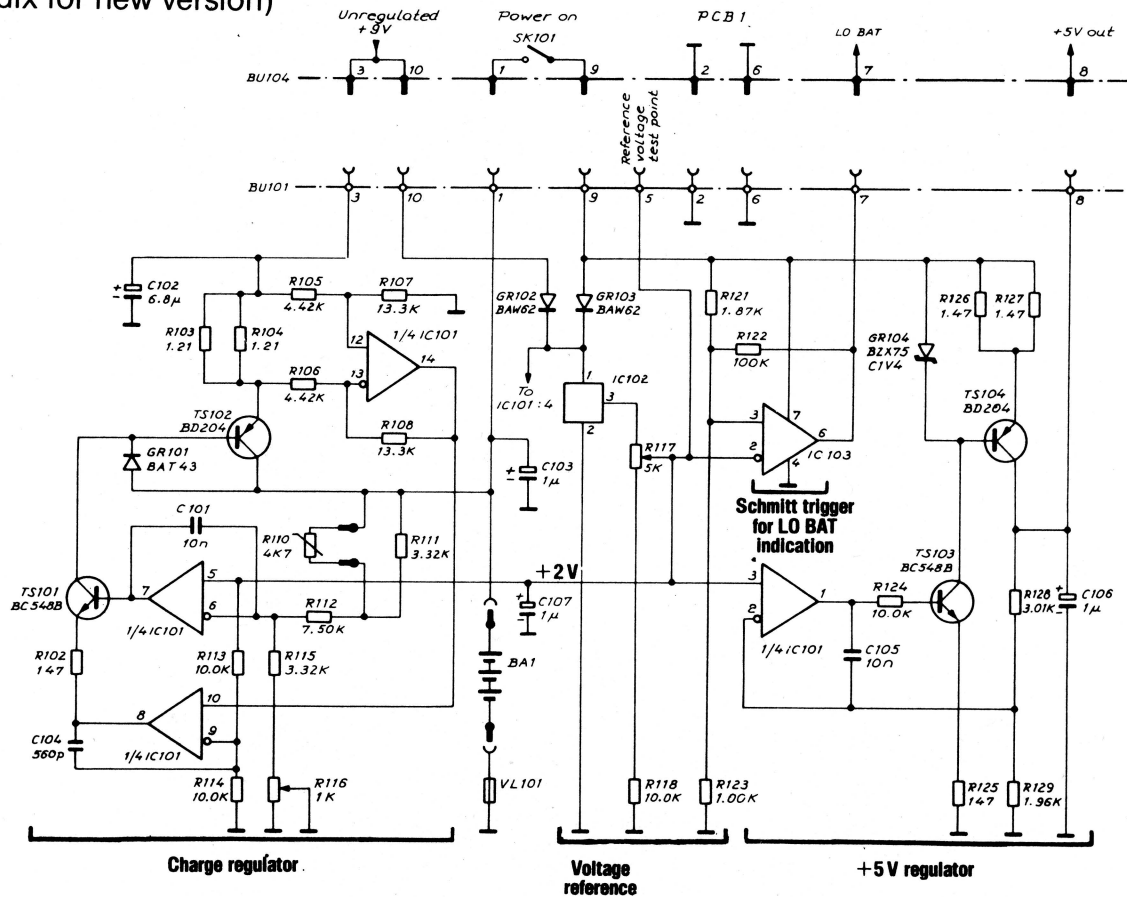 dix for new version)
Unregulated
+9V
Power on
SK101
PCB1
LO BAT
+5V out
BU104
3
10
1
9
2
6
7
8
Reference
voltage
test point
BU101
3
10
1
9
5
2
6
7
8
+
-
C102
6.8µ
R105
4.42K
R107
13.3K
R103
1.21
R104
1.21
1/4 IC101
12
13
14
R106
4.42K
R108
13.3K
TS102
BD204
GR101
BAT 43
GR102
BAW62
GR103
BAW62
R121
1.87K
R122
100K
R126
1.47
R127
1.47
GR104
BZX75
C1V4
TS104
BD204
To
IC101:4
1
IC102
3
2
R117
5K
3
2
7
6
4
IC103
+
-
C103
1µ
C101
10n
R110
4K7
R111
3.32K
Schmitt trigger
for LO BAT
indication
TS101
BC548B
7
5
6
1/4 IC101
R112
7.50K
+2V
+
-
C107
1µ
3
2
1
1/4 IC101
R124
10.0K
TS103
BC548B
C105
10n
R128
3.01K
+
-
C106
1µ
R102
147
R113
10.0K
R115
3.32K
BA1
8
10
9
1/4 IC101
C104
560p
R114
10.0K
R116
1K
VL101
R118
10.0K
R123
1.00K
R125
147
R129
1.96K
Charge regulator
Voltage
reference
+5V regulator